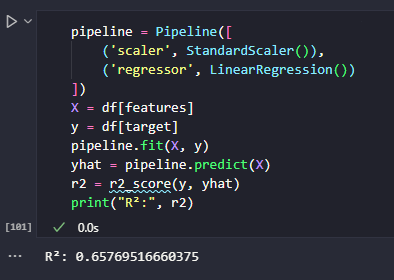 pipeline = Pipeline([
    ('scaler', StandardScaler()),
    ('regressor', LinearRegression())
])
X = df[features]
y = df[target]
pipeline.fit(X, y)
yhat = pipeline.predict(X)
r2 = r2_score(y, yhat)
print("R²:", r2)
[101] ✓ 0.0s
... R²: 0.65769516660375